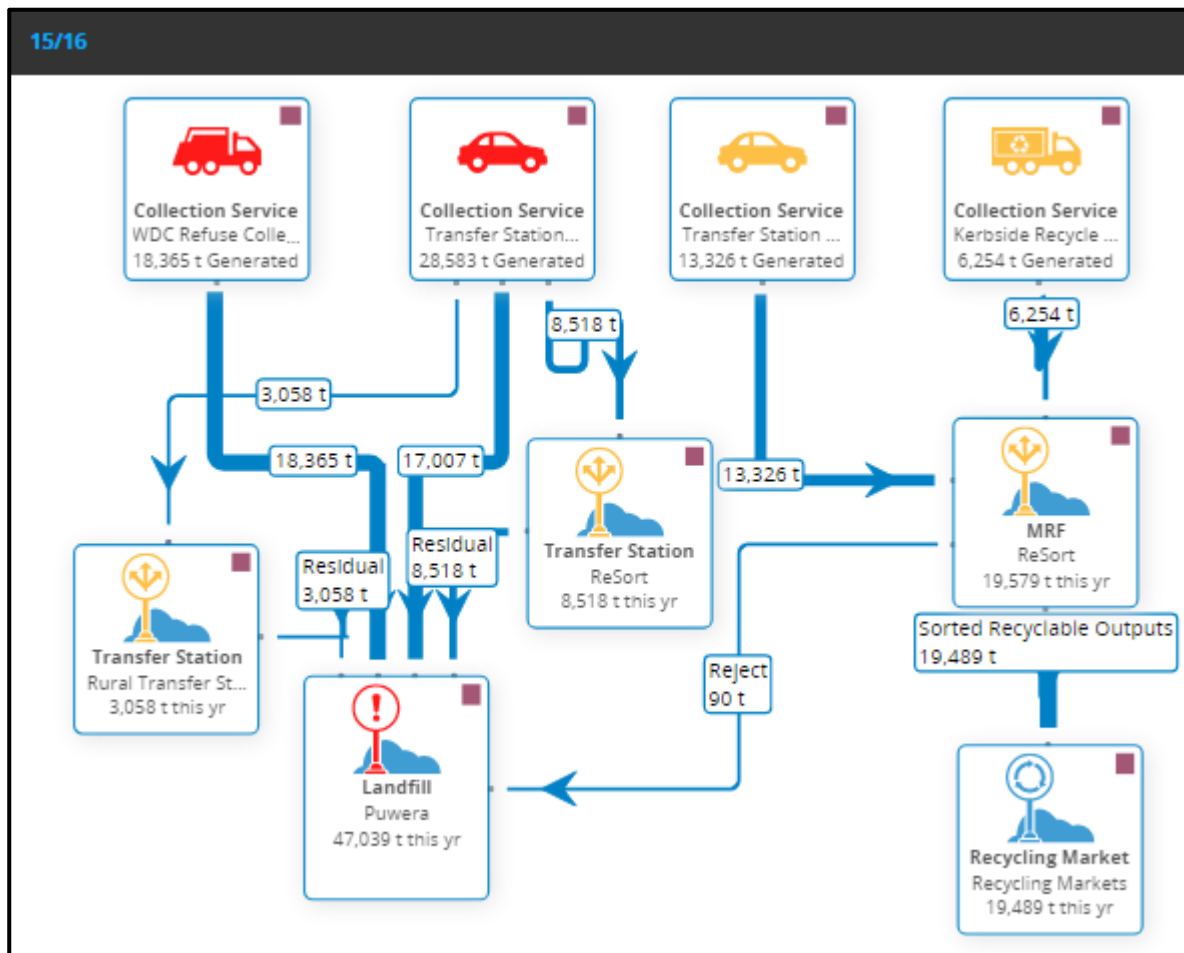 15/16
Collection Service
WDC Refuse Colle...
18,365 t Generated
Collection Service
Transfer Station...
28,583 t Generated
Collection Service
Transfer Station ...
13,326 t Generated
Collection Service
Kerbside Recycle ...
6,254 t Generated
8,518 t
6,254 t
3,058 t
18,365 t
17,007 t
13,326 t
Residual
3,058 t
Residual
8,518 t
Transfer Station
ReSort
8,518 t this yr
MRF
ReSort
19,579 t this yr
Transfer Station
Rural Transfer St...
3,058 t this yr
Sorted Recyclable Outputs
19,489 t
Reject
90 t
Landfill
Puwera
47,039 t this yr
Recycling Market
Recycling Markets
19,489 t this yr